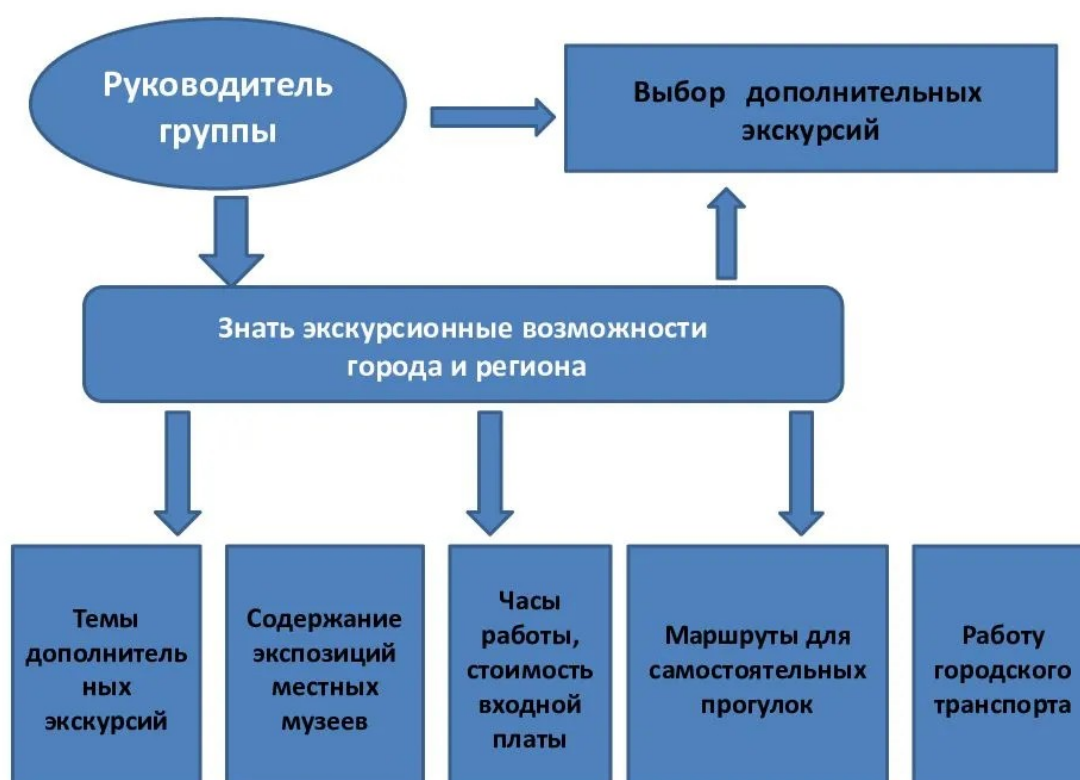 Руководитель
группы
Выбор дополнительных
экскурсий
Знать экскурсионные возможности
города и региона
Темы
дополнитель
ных
экскурсий
Содержание
экспозиций
местных
музеев
Часы
работы,
стоимость
входной
платы
Маршруты для
самостоятельных
прогулок
Работу
городского
транспорта